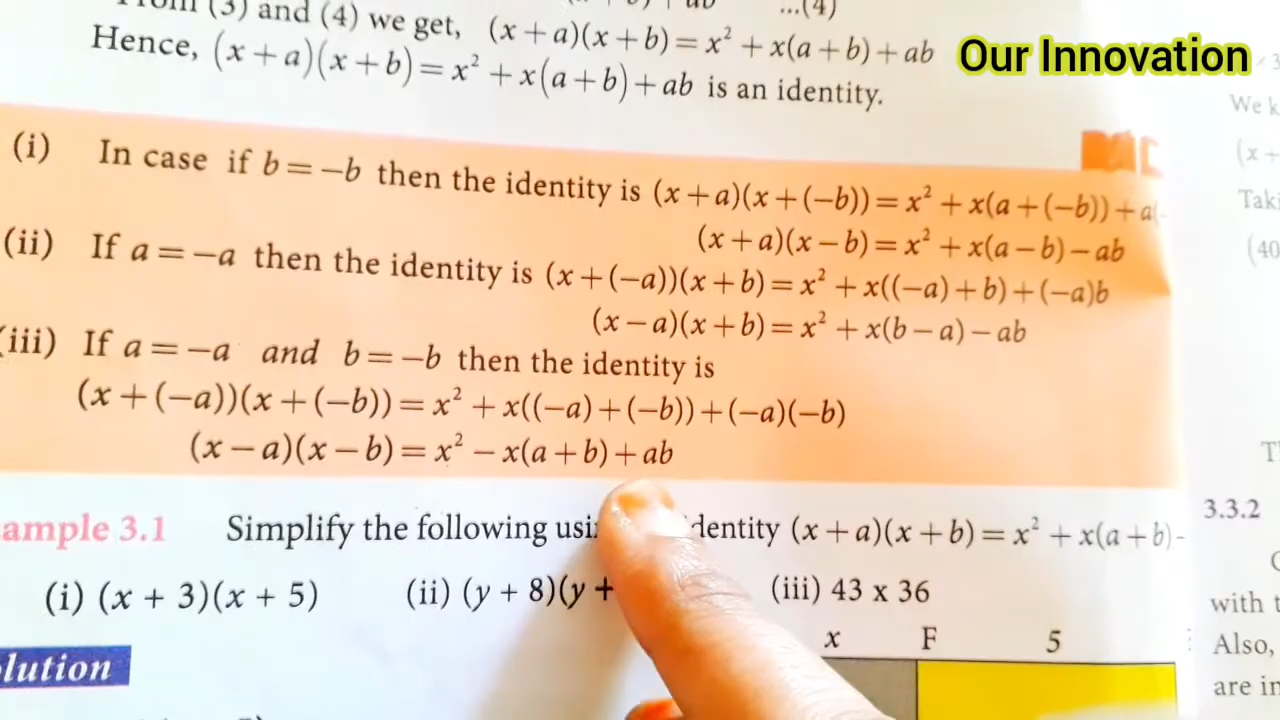 (3) and (4) we get, (x + a)(x + b) = x² + x(a + b) + ab
...(4)
Our Innovation
Hence, (x + a)(x + b) = x² + x(a + b) + ab is an identity.
(i) In case if b = −b then the identity is (x + a)(x + (−b)) = x² + x(a + (−b)) + a(
(x + a)(x − b) = x² + x(a − b) − ab
(ii) If a = −a then the identity is (x + (−a))(x + b) = x² + x((−a) + b) + (−a)b
(x − a)(x + b) = x² + x(b − a) − ab
(iii) If a = −a and b = −b then the identity is
(x + (−a))(x + (−b)) = x² + x((−a) + (−b)) + (−a)(−b)
(x − a)(x − b) = x² − x(a + b) + ab
ample 3.1 Simplify the following usi dentity (x + a)(x + b) = x² + x(a + b)
(i) (x + 3)(x + 5) (ii) (y + 8)(y + (iii) 43 x 36
x F 5
lution
We k
(x +
Taki
(40
3.3.2
with t
Also,
are in